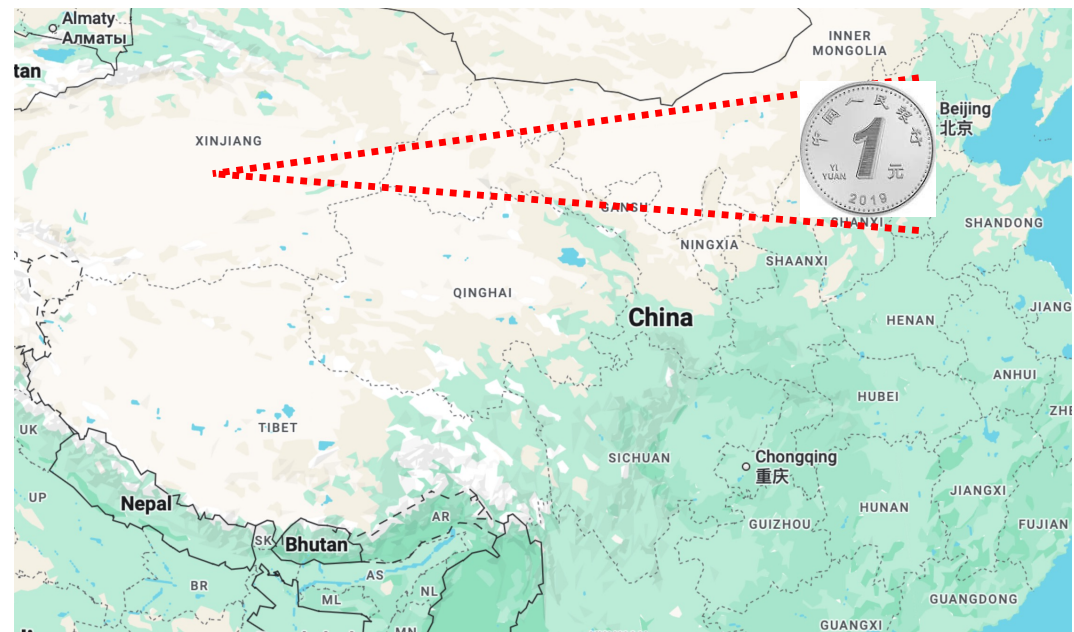 Almaty
Алматы
tan
INNER
MONGOLIA
XINJIANG
Beijing
北京
中國人民银行
1
YI
YUAN
元
2019
GANSU
SHANXI
SHANDONG
NINGXIA
SHAANXI
QINGHAI
China
HENAN
JIANG
ANHUI
HUBEI
ZHE
UK
TIBET
SICHUAN
Chongqing
重庆
UP
Nepal
AR
JIANGXI
HUNAN
GUIZHOU
FUJIAN
SK
Bhutan
BR
AS
ML
NL
MN
GUANGDONG
GUANGXI